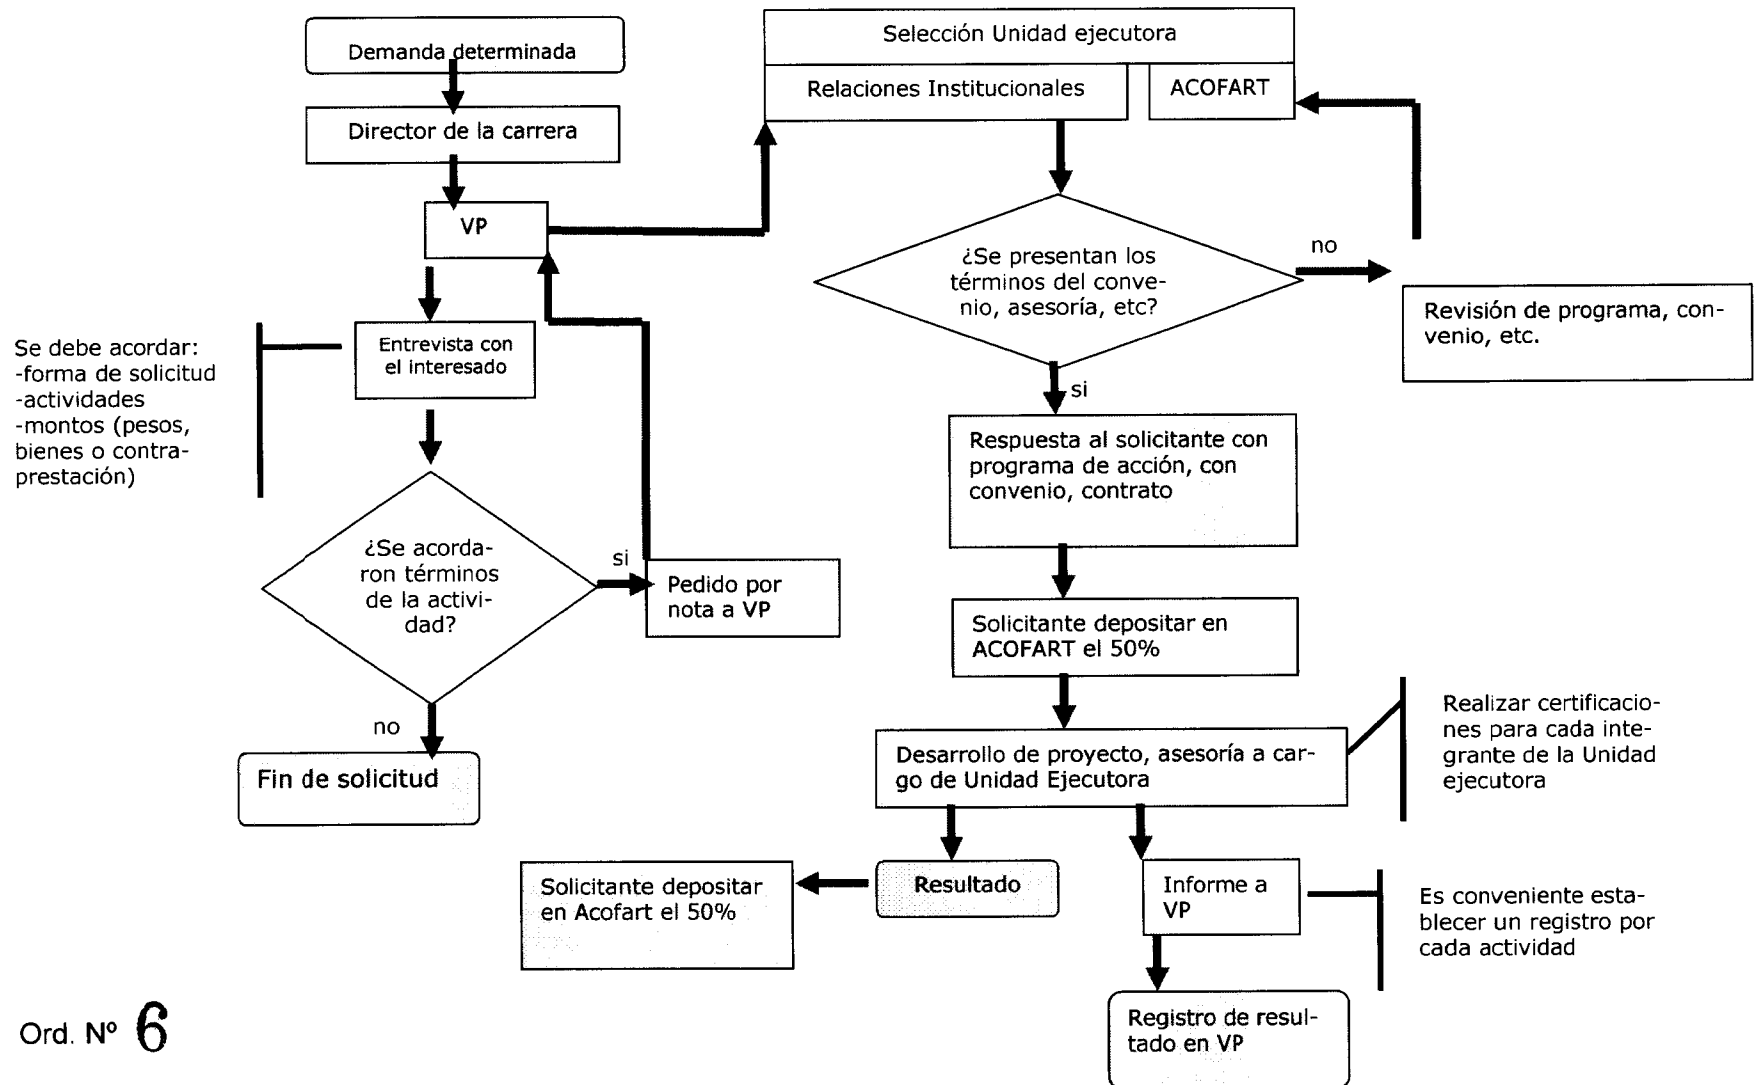 Demanda determinada
Director de la carrera
VP
Entrevista con
el interesado
Se debe acordar:
-forma de solicitud
-actividades
-montos (pesos,
bienes o contra-
prestación)
¿Se acorda-
ron términos
de la activi-
dad?
si
Pedido por
nota a VP
no
Fin de solicitud
Selección Unidad ejecutora
Relaciones Institucionales
ACOFART
¿Se presentan los
términos del conve-
nio, asesoría, etc?
no
Revisión de programa, con-
venio, etc.
si
Respuesta al solicitante con
programa de acción, con
convenio, contrato
Solicitante depositar en
ACOFART el 50%
Desarrollo de proyecto, asesoría a car-
go de Unidad Ejecutora
Realizar certificacio-
nes para cada inte-
grante de la Unidad
ejecutora
Resultado
Solicitante depositar
en Acofart el 50%
Informe a
VP
Es conveniente esta-
blecer un registro por
cada actividad
Registro de resul-
tado en VP
Ord. Nº 6